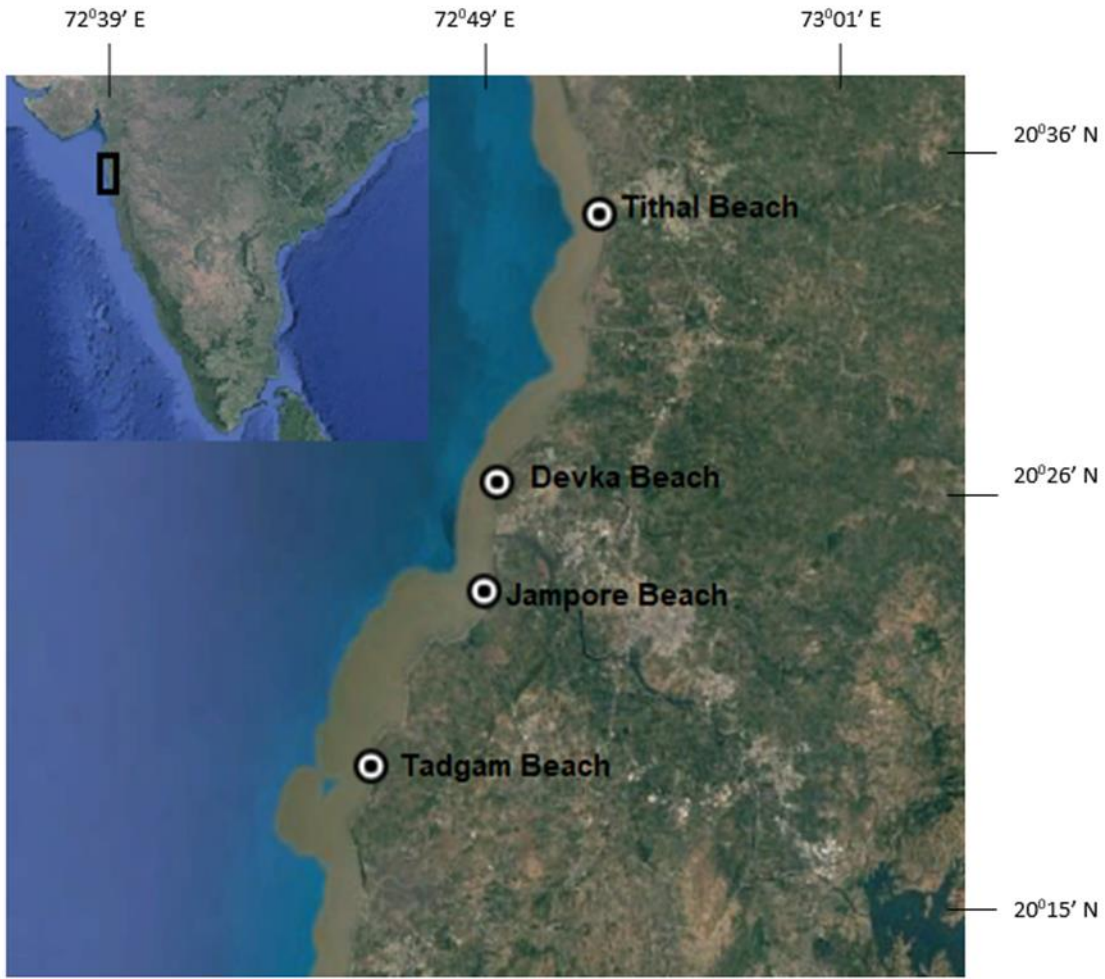 72⁰39' E
72⁰49' E
73⁰01' E
20⁰36' N
Tithal Beach
20⁰26' N
Devka Beach
Jampore Beach
Tadgam Beach
20⁰15' N